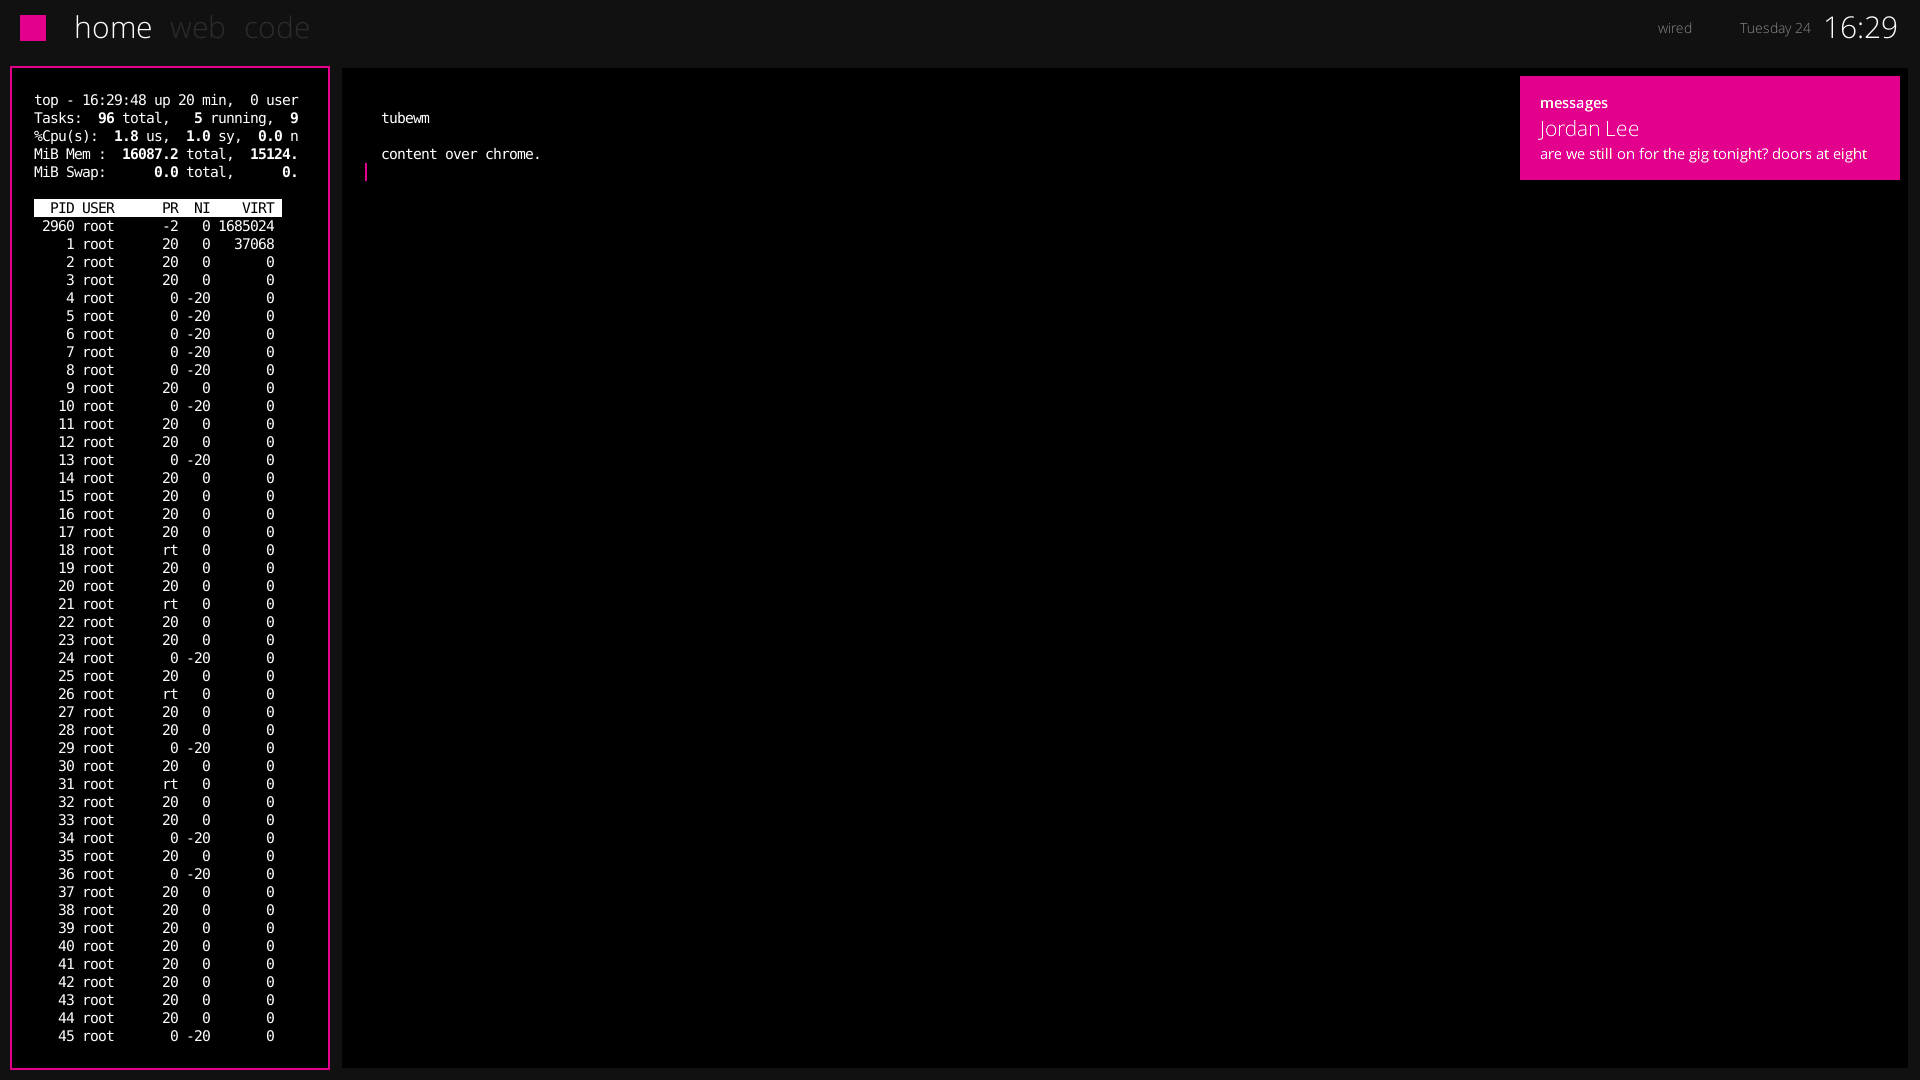 home web code
wired Tuesday 24 16:29
top - 16:29:48 up 20 min,  0 user
Tasks:  96 total,   5 running,  9
%Cpu(s):  1.8 us,  1.0 sy,  0.0 n
MiB Mem :  16087.2 total,  15124.
MiB Swap:      0.0 total,      0.
PID USER      PR  NI    VIRT
2960 root      -2   0 1685024
1 root      20   0   37068
2 root      20   0       0
3 root      20   0       0
4 root       0 -20       0
5 root       0 -20       0
6 root       0 -20       0
7 root       0 -20       0
8 root       0 -20       0
9 root      20   0       0
10 root       0 -20       0
11 root      20   0       0
12 root      20   0       0
13 root       0 -20       0
14 root      20   0       0
15 root      20   0       0
16 root      20   0       0
17 root      20   0       0
18 root      rt   0       0
19 root      20   0       0
20 root      20   0       0
21 root      rt   0       0
22 root      20   0       0
23 root      20   0       0
24 root       0 -20       0
25 root      20   0       0
26 root      rt   0       0
27 root      20   0       0
28 root      20   0       0
29 root       0 -20       0
30 root      20   0       0
31 root      rt   0       0
32 root      20   0       0
33 root      20   0       0
34 root       0 -20       0
35 root      20   0       0
36 root       0 -20       0
37 root      20   0       0
38 root      20   0       0
39 root      20   0       0
40 root      20   0       0
41 root      20   0       0
42 root      20   0       0
43 root      20   0       0
44 root      20   0       0
45 root       0 -20       0
tubewm
content over chrome.
messages
Jordan Lee
are we still on for the gig tonight? doors at eight